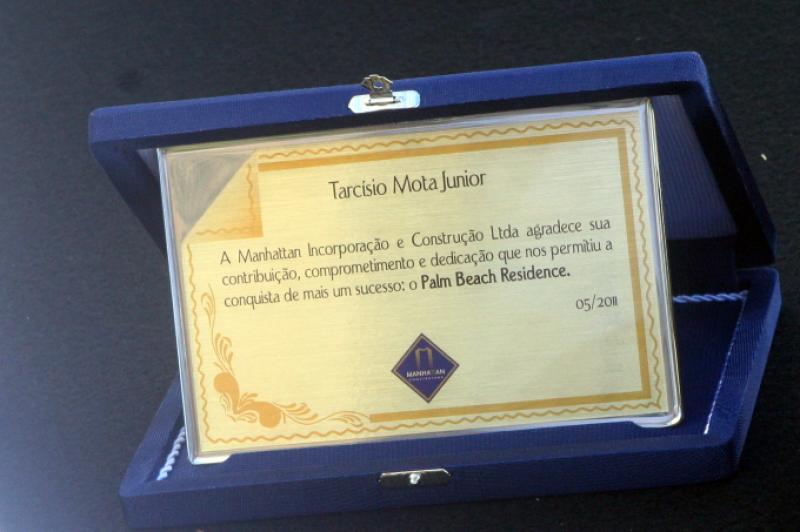 Tarcísio Mota Junior
A Manhattan Incorporação e Construção Ltda agradece sua
contribuição, comprometimento e dedicação que nos permitiu a
conquista de mais um sucesso: o Palm Beach Residence.
05/2011
MANHATTAN